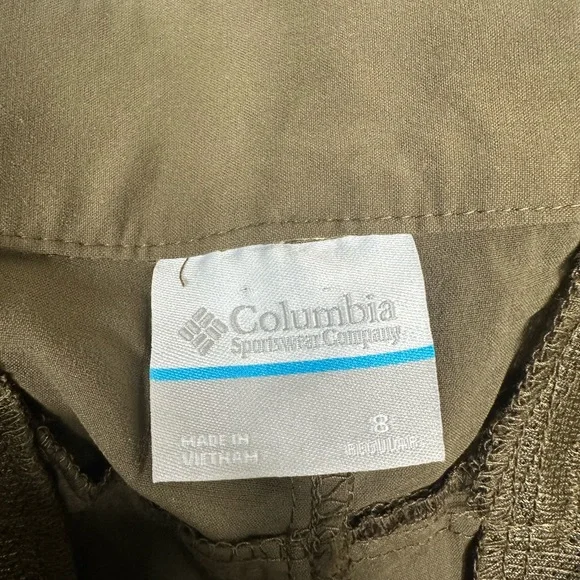 Columbia
Sportswear Company
8
MADE IN REGULAR
VIETNAM